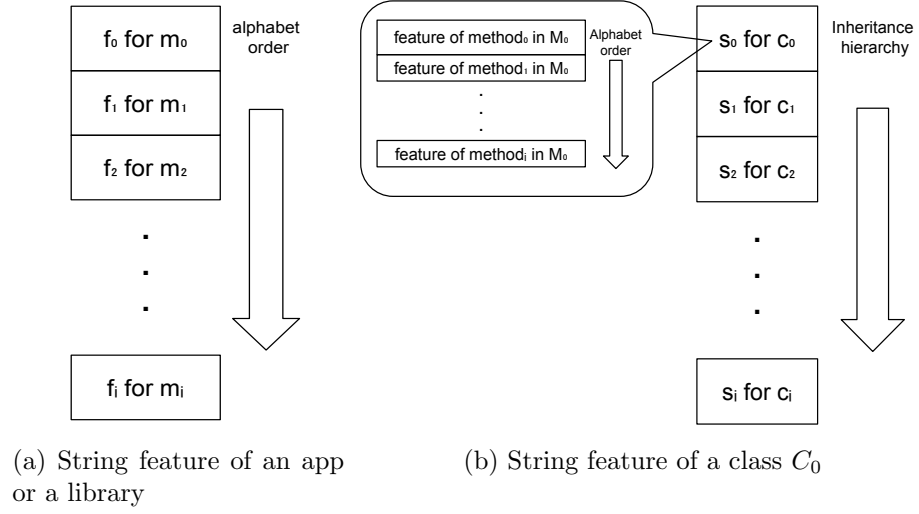 f₀ for m₀
f₁ for m₁
f₂ for m₂
.
.
.
fᵢ for mᵢ
alphabet
order
(a) String feature of an app
or a library
feature of method₀ in M₀
feature of method₁ in M₀
.
.
.
feature of methodᵢ in M₀
Alphabet
order
s₀ for c₀
s₁ for c₁
s₂ for c₂
.
.
.
sᵢ for cᵢ
Inheritance
hierarchy
(b) String feature of a class C₀